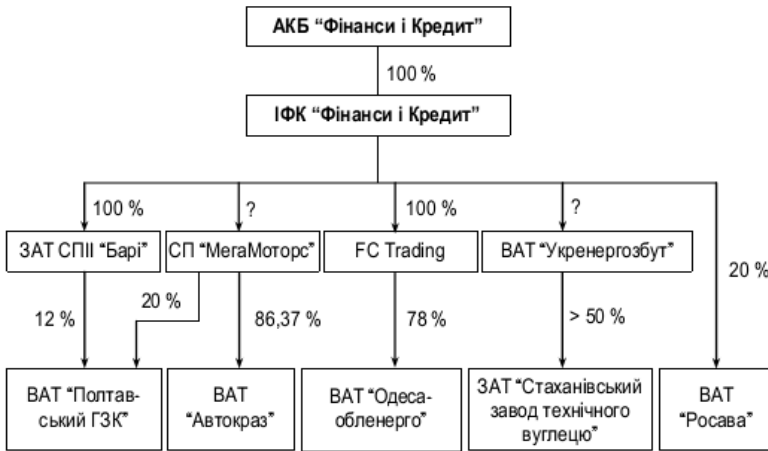 АКБ “Фінанси і Кредит”
100 %
ІФК “Фінанси і Кредит”
100 %
?
100 %
?
ЗАТ СПІІ “Барі”
СП “МегаМоторс”
FC Trading
ВАТ “Укренергозбут”
20 %
12 %
20 %
86,37 %
78 %
> 50 %
ВАТ “Полтав-
ський ГЗК”
ВАТ
“Автокраз”
ВАТ “Одеса-
обленерго”
ЗАТ “Стаханівський
завод технічного
вуглецю”
ВАТ
“Росава”